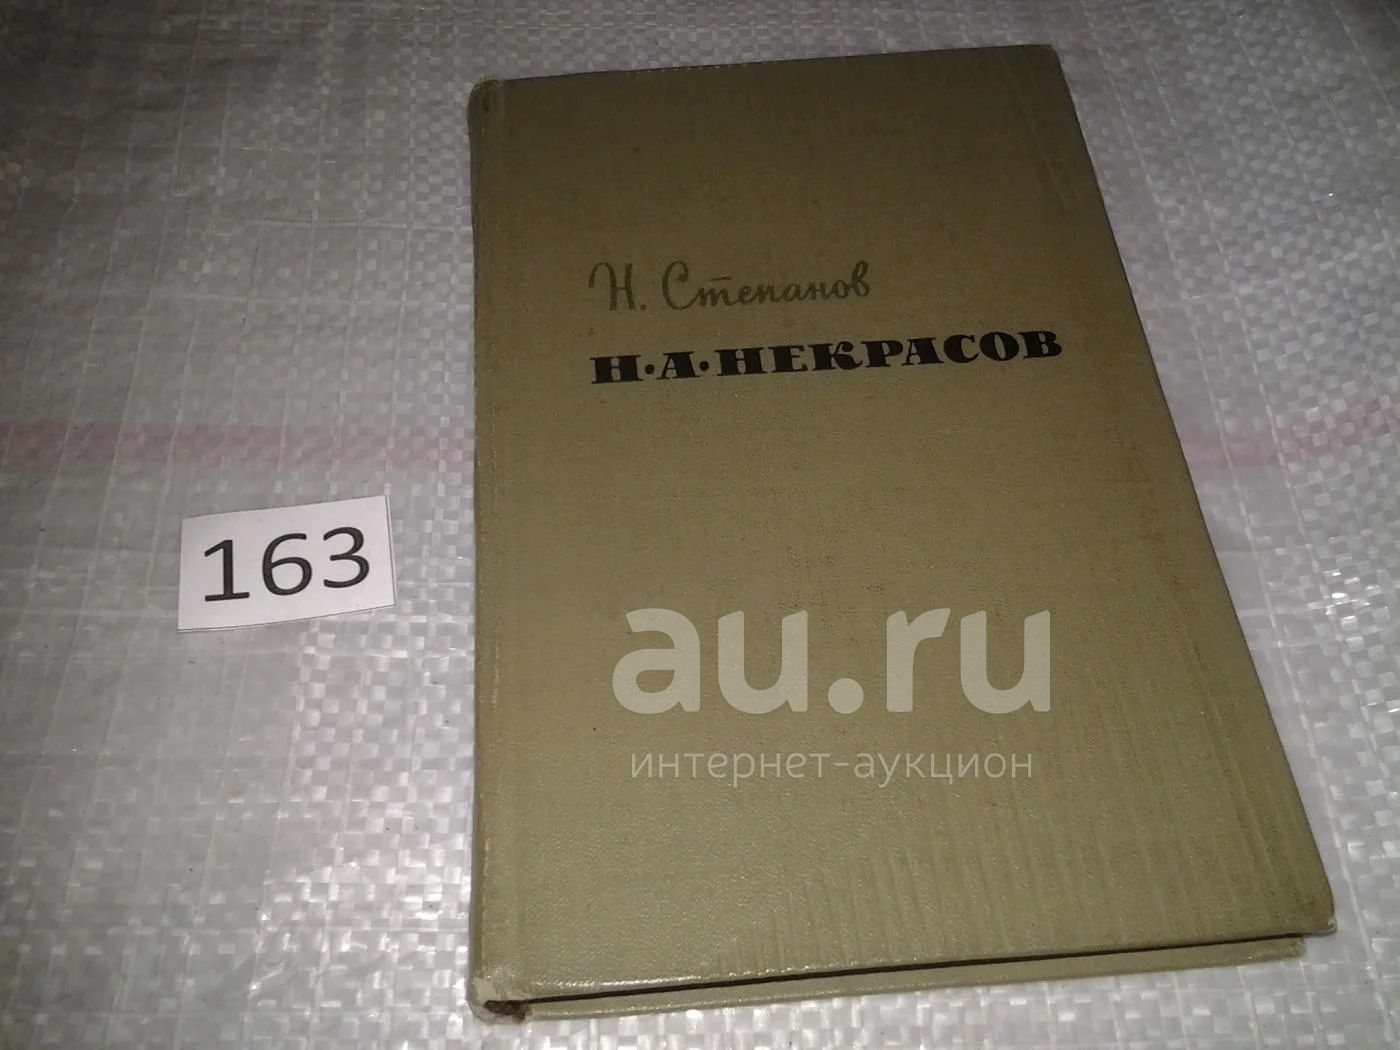 Н. Степанов
Н·А·НЕКРАСОВ
163
au.ru
интернет-аукцион